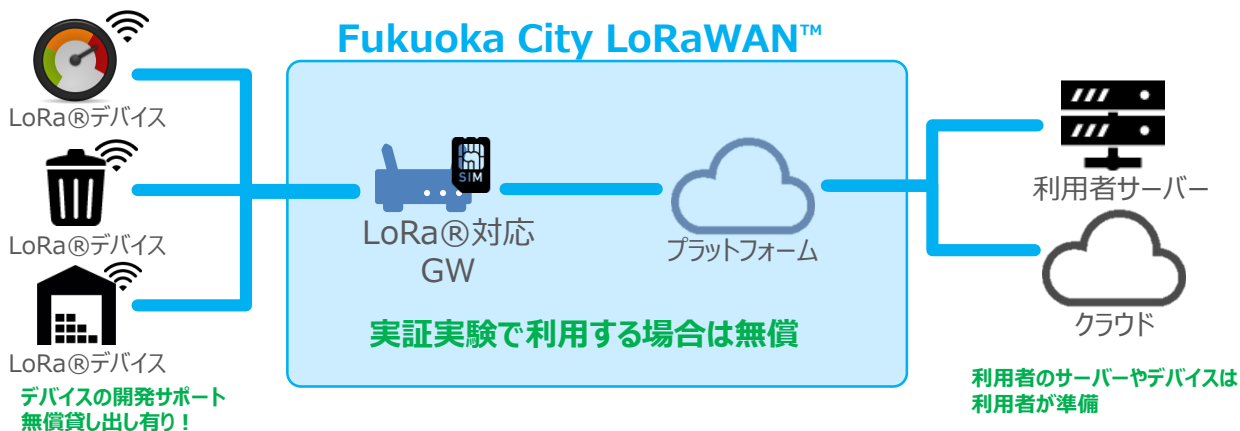 Fukuoka City LoRaWAN™
LoRa®デバイス
LoRa®デバイス
LoRa®デバイス
デバイスの開発サポート
無償貸し出し有り！
SIM
LoRa®対応
GW
プラットフォーム
実証実験で利用する場合は無償
利用者サーバー
クラウド
利用者のサーバーやデバイスは
利用者が準備